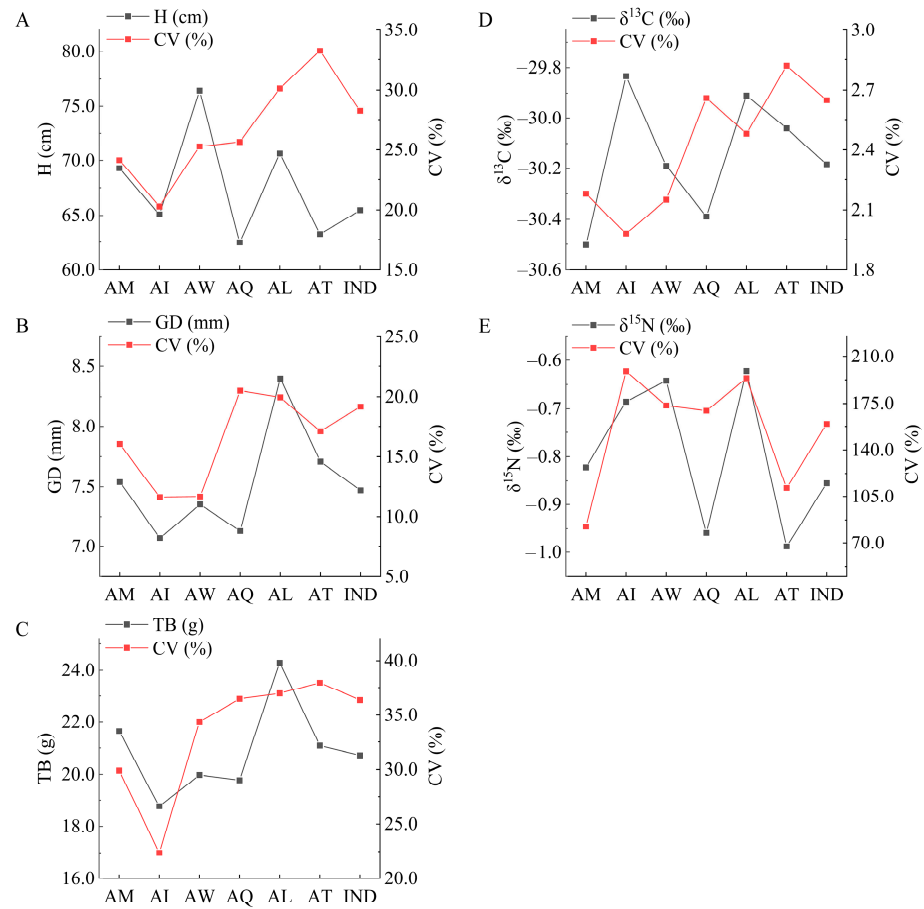 A
H (cm)
CV (%)
80.0
75.0
70.0
65.0
60.0
H (cm)
35.0
30.0
25.0
20.0
15.0
CV (%)
AM AI AW AQ AL AT IND
B
GD (mm)
CV (%)
8.5
8.0
7.5
7.0
GD (mm)
25.0
20.0
15.0
10.0
5.0
CV (%)
AM AI AW AQ AL AT IND
C
TB (g)
CV (%)
24.0
22.0
20.0
18.0
16.0
TB (g)
40.0
35.0
30.0
25.0
20.0
CV (%)
AM AI AW AQ AL AT IND
D
δ¹³C (‰)
CV (%)
−29.8
−30.0
−30.2
−30.4
−30.6
δ¹³C (‰)
3.0
2.7
2.4
2.1
1.8
CV (%)
AM AI AW AQ AL AT IND
E
δ¹⁵N (‰)
CV (%)
−0.6
−0.7
−0.8
−0.9
−1.0
δ¹⁵N (‰)
210.0
175.0
140.0
105.0
70.0
CV (%)
AM AI AW AQ AL AT IND